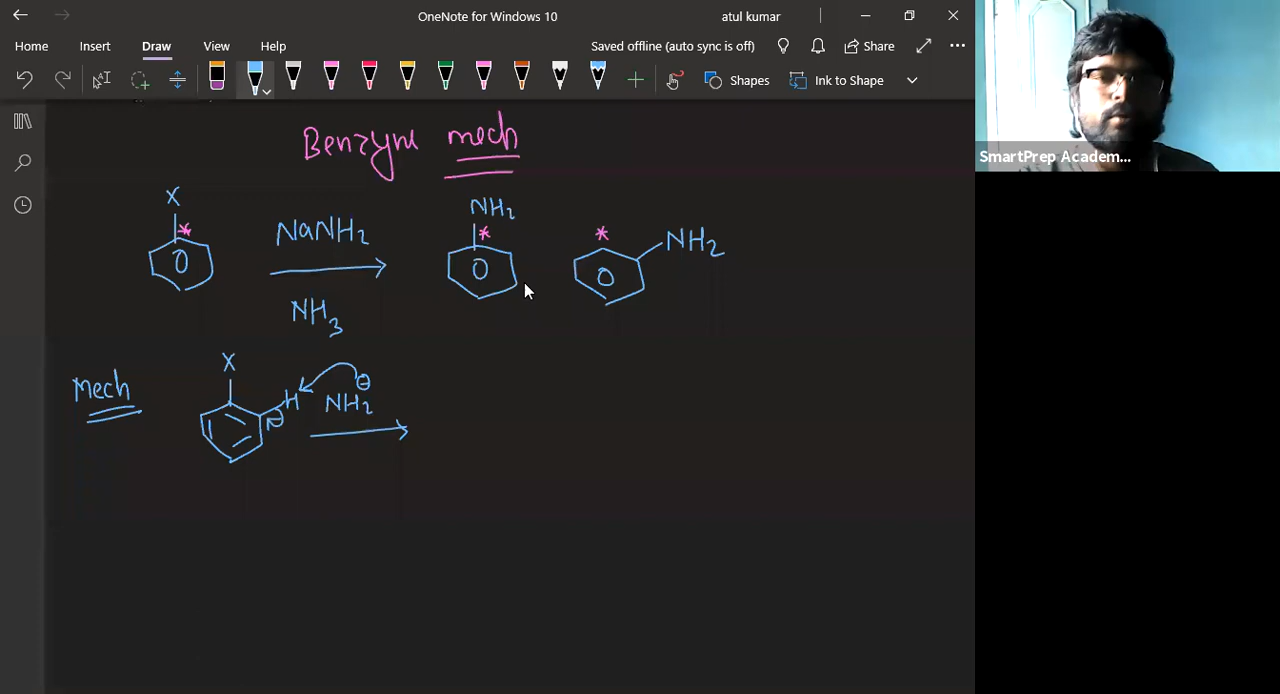 OneNote for Windows 10
atul kumar
Home Insert Draw View Help
Saved offline (auto sync is off)
Share
Shapes
Ink to Shape
SmartPrep Academ...
Benzyne mech
X
*
NaNH2
NH3
NH2
*
*
NH2
Mech
X
H
NH2
⊖